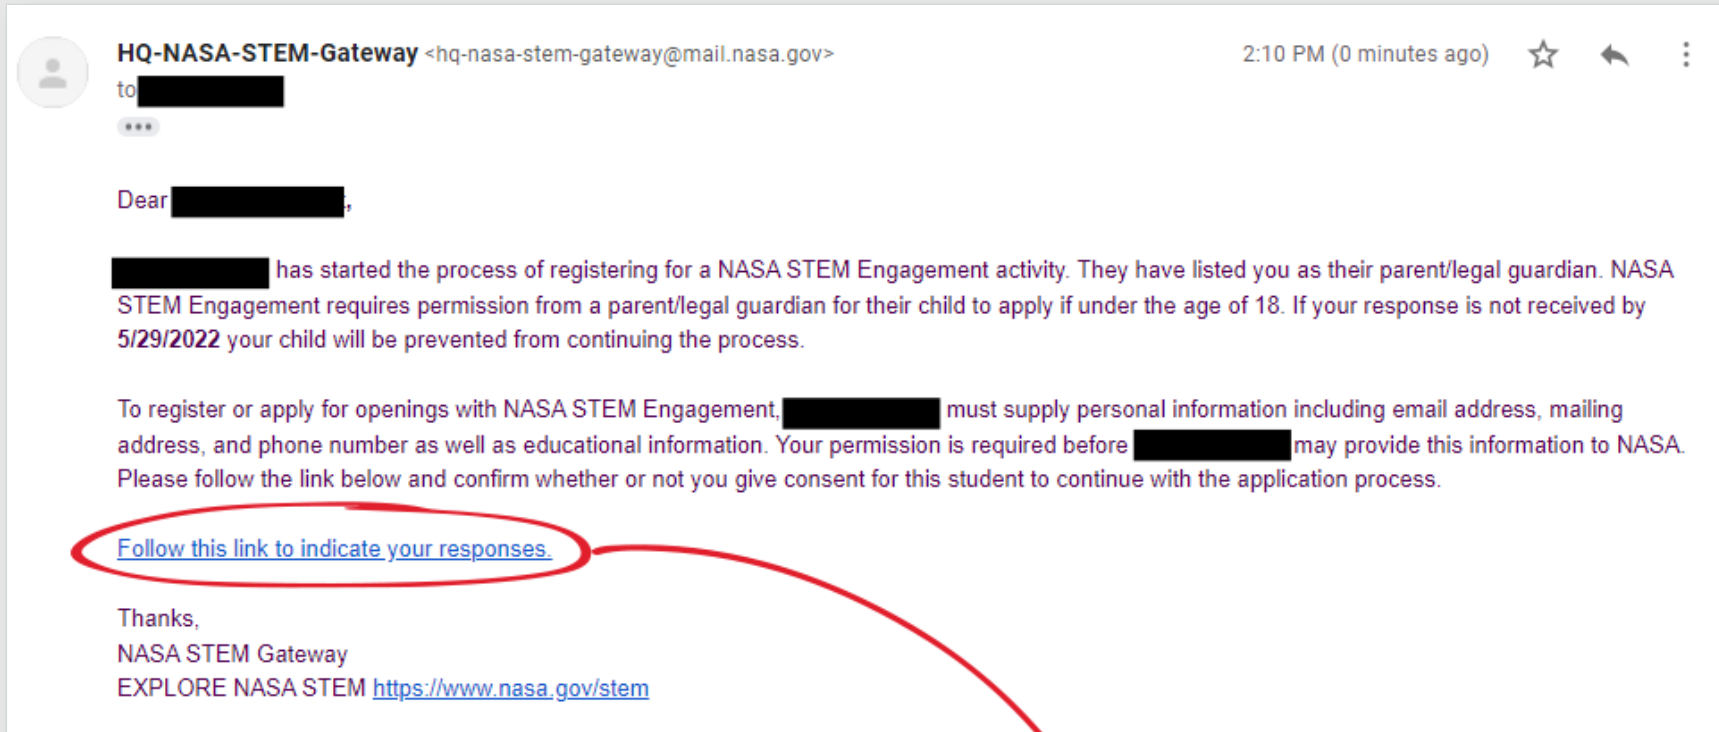 HQ-NASA-STEM-Gateway <hq-nasa-stem-gateway@mail.nasa.gov> 2:10 PM (0 minutes ago)
to
Dear ,
has started the process of registering for a NASA STEM Engagement activity. They have listed you as their parent/legal guardian. NASA
STEM Engagement requires permission from a parent/legal guardian for their child to apply if under the age of 18. If your response is not received by
5/29/2022 your child will be prevented from continuing the process.
To register or apply for openings with NASA STEM Engagement, must supply personal information including email address, mailing
address, and phone number as well as educational information. Your permission is required before may provide this information to NASA.
Please follow the link below and confirm whether or not you give consent for this student to continue with the application process.
Follow this link to indicate your responses.
Thanks,
NASA STEM Gateway
EXPLORE NASA STEM https://www.nasa.gov/stem